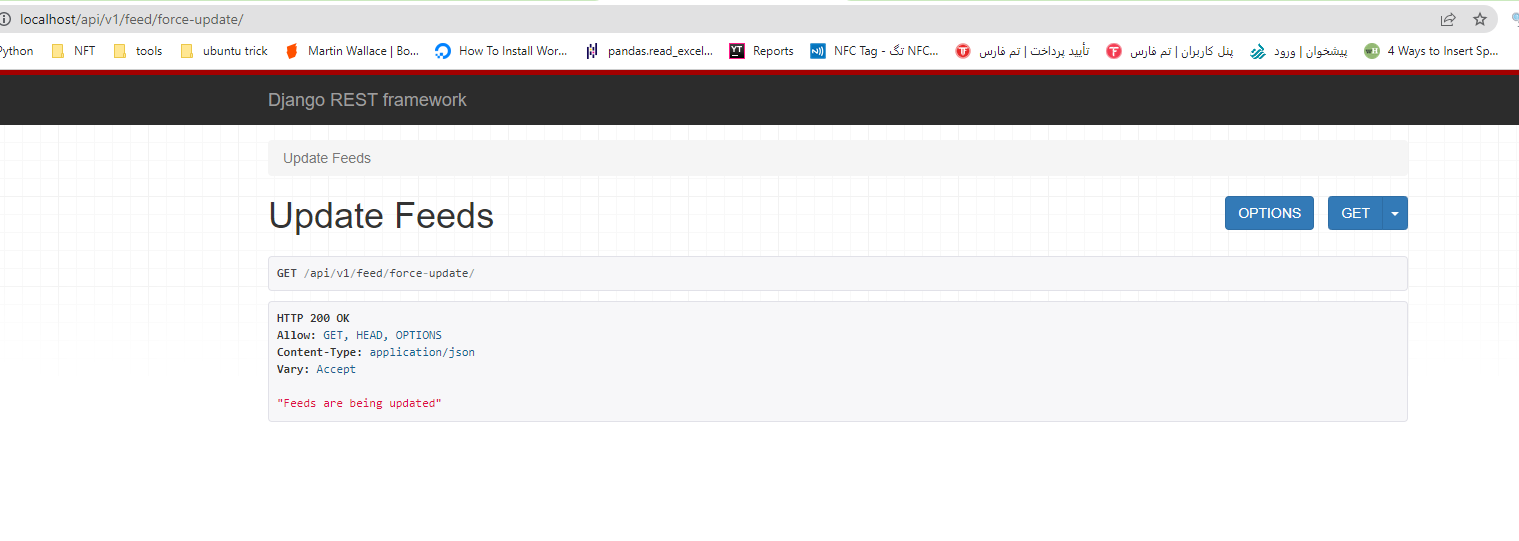 localhost/api/v1/feed/force-update/
Python NFT tools ubuntu trick Martin Wallace | Bo... How To Install Wor... pandas.read_excel... YT Reports NFC Tag - تگ NFC... تأیید پرداخت | تم فارس پنل کاربران | تم فارس پیشخوان | ورود 4 Ways to Insert Sp...
Django REST framework
Update Feeds
Update Feeds
OPTIONS GET
GET /api/v1/feed/force-update/
HTTP 200 OK
Allow: GET, HEAD, OPTIONS
Content-Type: application/json
Vary: Accept
"Feeds are being updated"